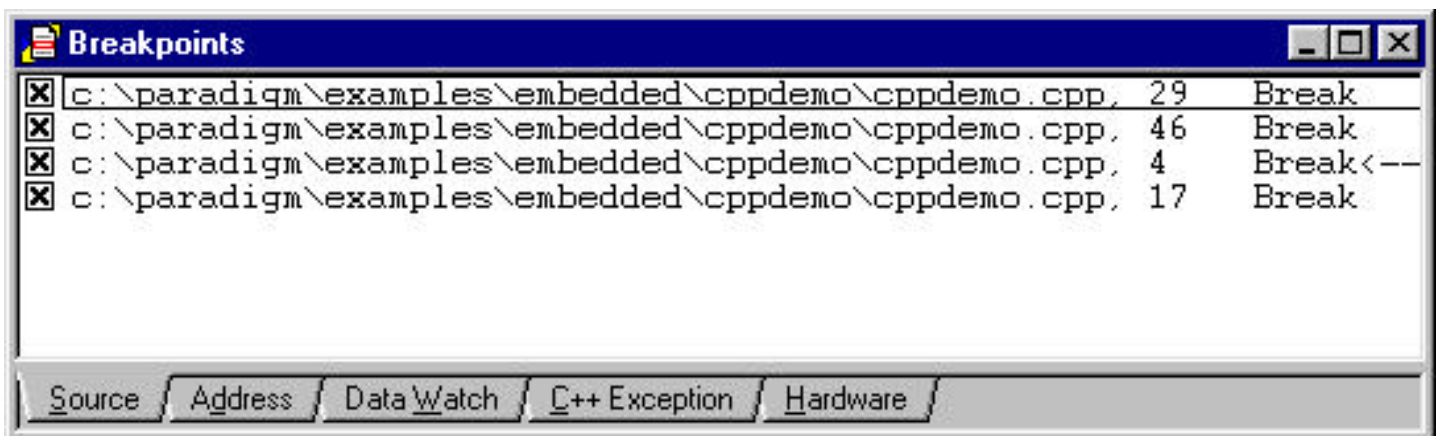 Breakpoints
c:\paradigm\examples\embedded\cppdemo\cppdemo.cpp, 29 Break
c:\paradigm\examples\embedded\cppdemo\cppdemo.cpp, 46 Break
c:\paradigm\examples\embedded\cppdemo\cppdemo.cpp, 4 Break<--
c:\paradigm\examples\embedded\cppdemo\cppdemo.cpp, 17 Break
Source Address Data Watch C++ Exception Hardware